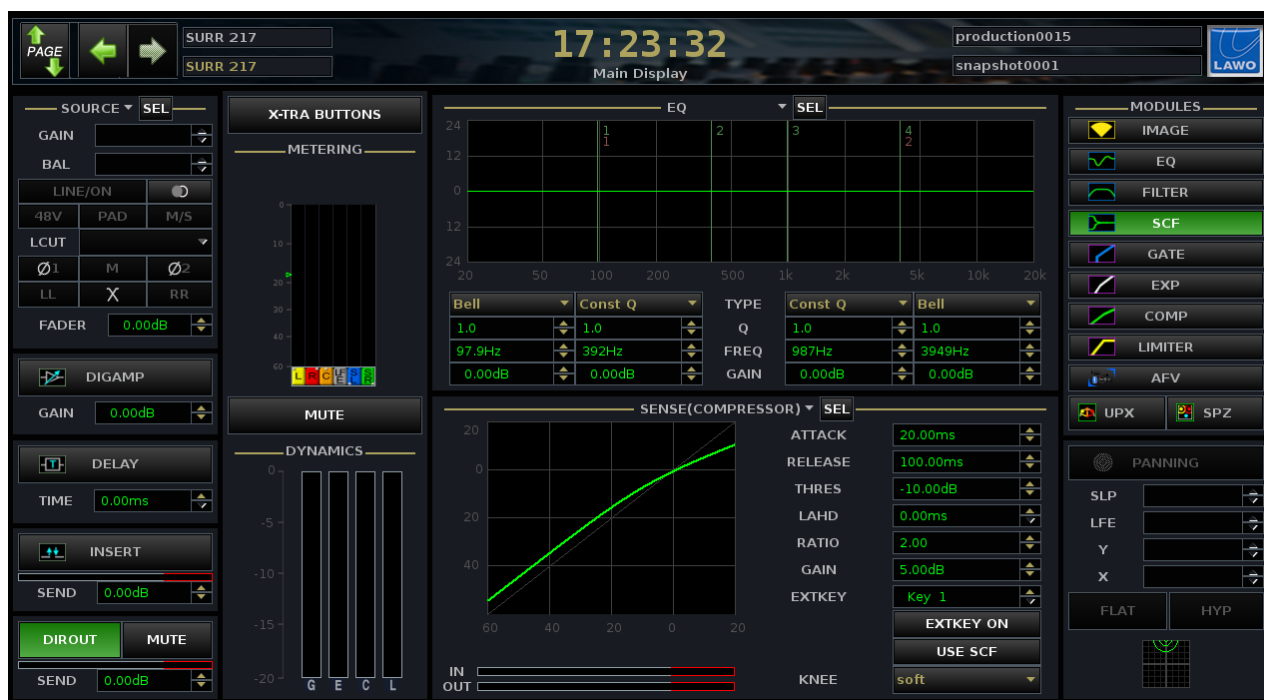 PAGE
SURR 217
SURR 217
17:23:32
Main Display
production0015
snapshot0001
LAWO
SOURCE SEL
GAIN
BAL
LINE/ON
48V PAD M/S
LCUT
Ø1 M Ø2
LL X RR
FADER 0.00dB
DIGAMP
GAIN 0.00dB
DELAY
TIME 0.00ms
INSERT
SEND 0.00dB
DIROUT MUTE
SEND 0.00dB
X-TRA BUTTONS
METERING
0
10
20
30
40
60
L R C
MUTE
DYNAMICS
0
-5
-10
-15
-20
G E C L
EQ SEL
24 1 2 3 4
1 2
12
0
12
24
20 50 100 200 500 1k 2k 5k 10k 20k
Bell Const Q TYPE Const Q Bell
1.0 1.0 Q 1.0 1.0
97.9Hz 392Hz FREQ 987Hz 3949Hz
0.00dB 0.00dB GAIN 0.00dB 0.00dB
SENSE(COMPRESSOR) SEL
20
0
20
40
60 40 20 0 20
IN
OUT
ATTACK 20.00ms
RELEASE 100.00ms
THRES -10.00dB
LAHD 0.00ms
RATIO 2.00
GAIN 5.00dB
EXTKEY Key 1
EXTKEY ON
USE SCF
KNEE soft
MODULES
IMAGE
EQ
FILTER
SCF
GATE
EXP
COMP
LIMITER
AFV
UPX SPZ
PANNING
SLP
LFE
Y
X
FLAT HYP